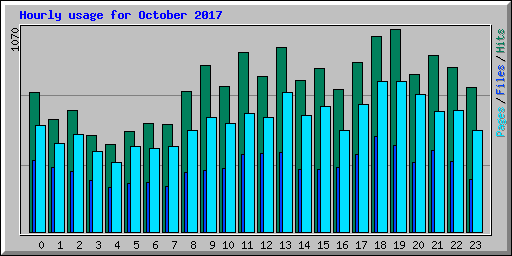 Hourly usage for October 2017
1070
Pages/Files/Hits
0 1 2 3 4 5 6 7 8 9 10 11 12 13 14 15 16 17 18 19 20 21 22 23